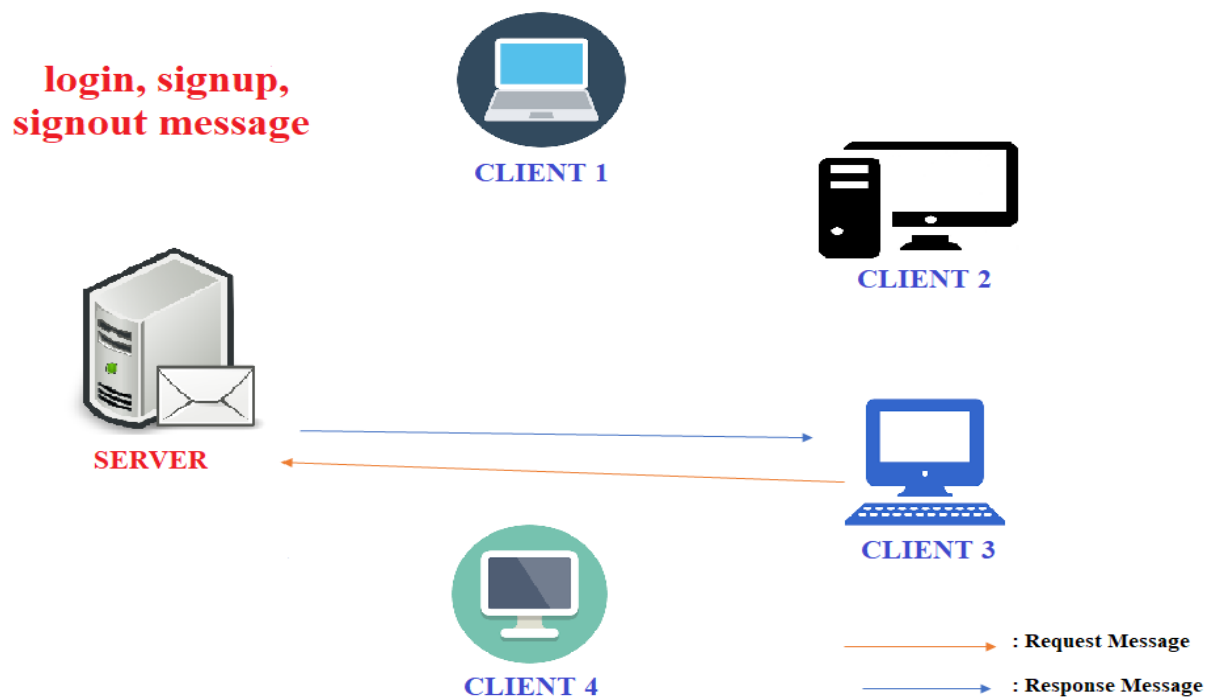 login, signup,
signout message
CLIENT 1
CLIENT 2
SERVER
CLIENT 3
CLIENT 4
: Request Message
: Response Message